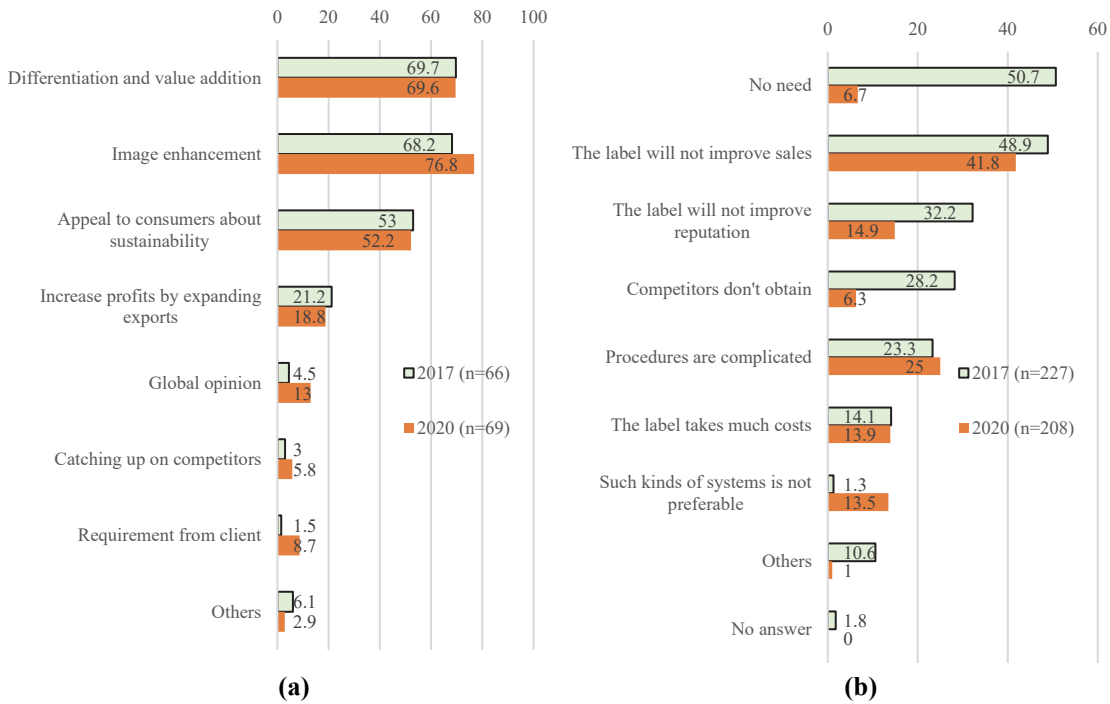 0 20 40 60 80 100
Differentiation and value addition
69.7
69.6
Image enhancement
68.2
76.8
Appeal to consumers about
sustainability
53
52.2
Increase profits by expanding
exports
21.2
18.8
Global opinion
4.5
13
Catching up on competitors
3
5.8
Requirement from client
1.5
8.7
Others
6.1
2.9
2017 (n=66)
2020 (n=69)
(a)
0 20 40 60
No need
50.7
6.7
The label will not improve sales
48.9
41.8
The label will not improve
reputation
32.2
14.9
Competitors don't obtain
28.2
6.3
Procedures are complicated
23.3
25
The label takes much costs
14.1
13.9
Such kinds of systems is not
preferable
1.3
13.5
Others
10.6
1
No answer
1.8
0
2017 (n=227)
2020 (n=208)
(b)